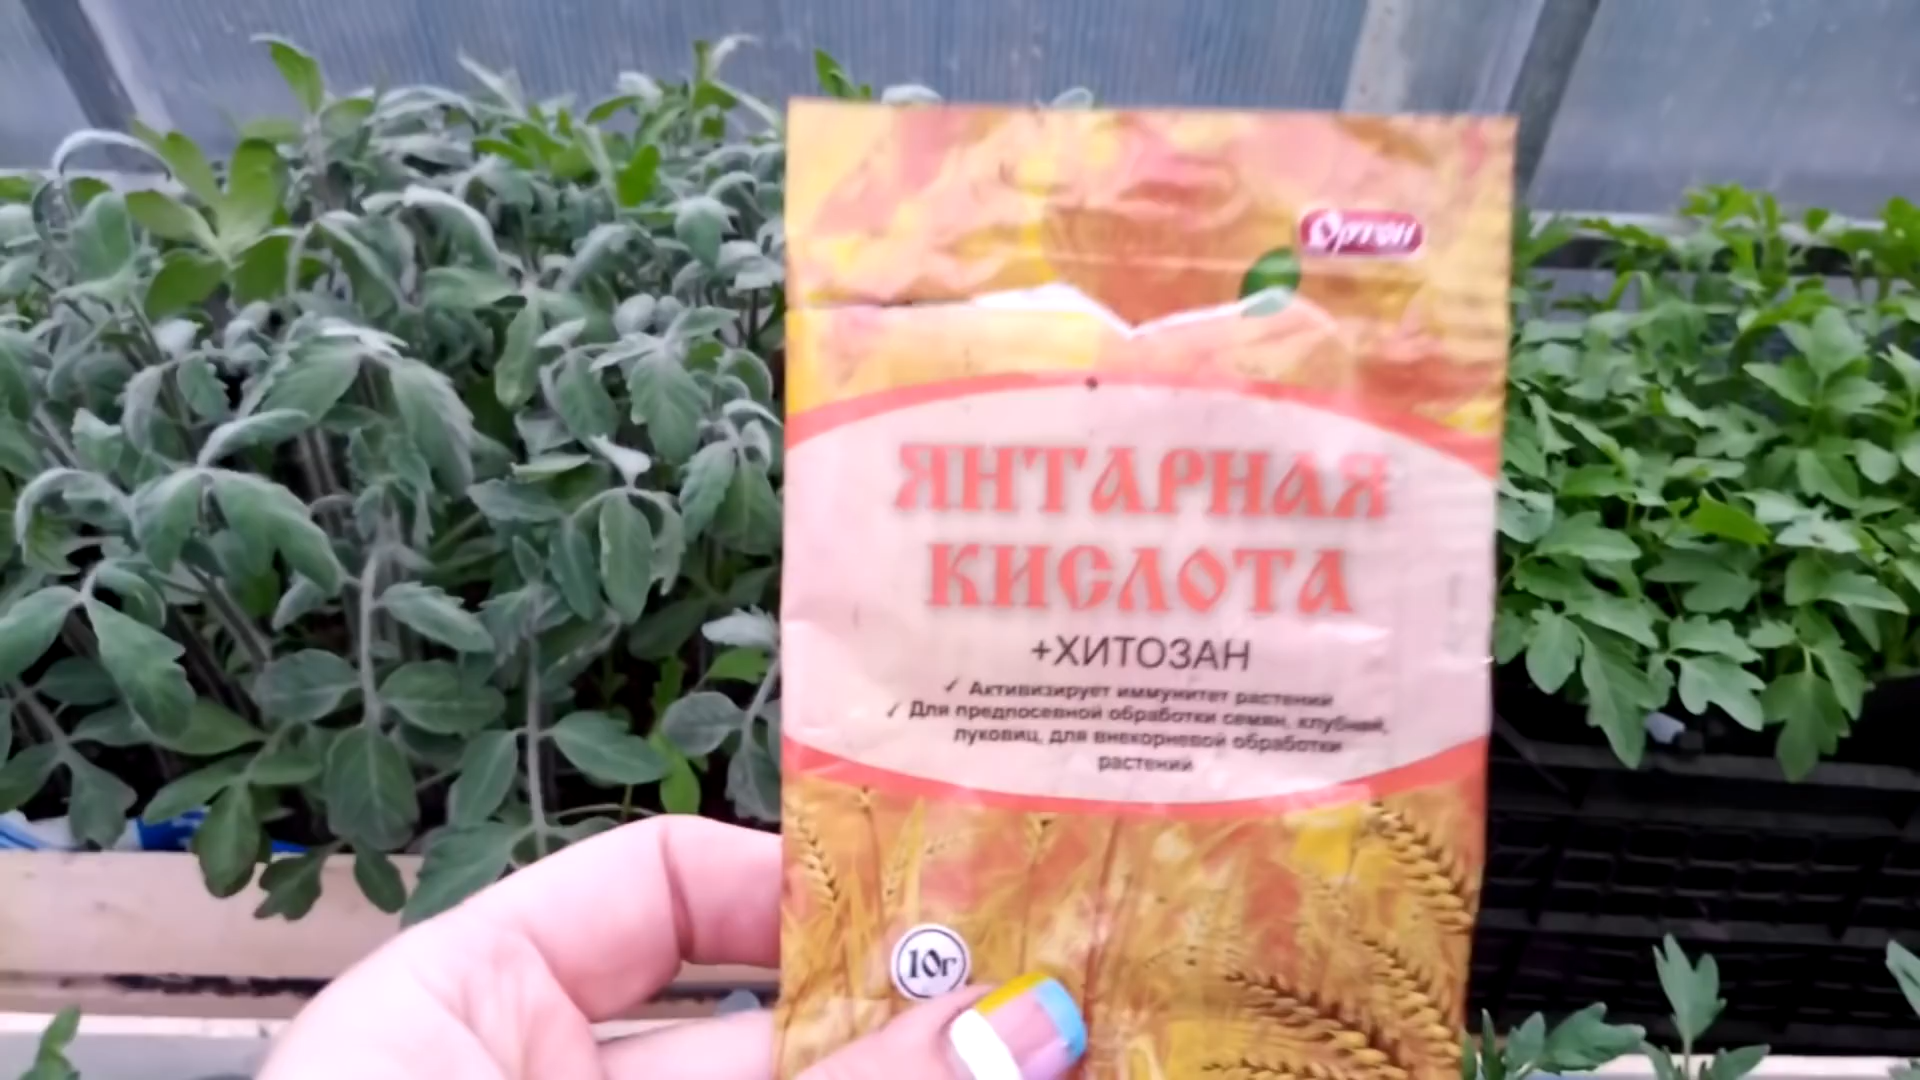 Ортон
ЯНТАРНАЯ
КИСЛОТА
+ХИТОЗАН
✓ Активизирует иммунитет растений
✓ Для предпосевной обработки семян, клубней,
луковиц, для внекорневой обработки
растений
10г